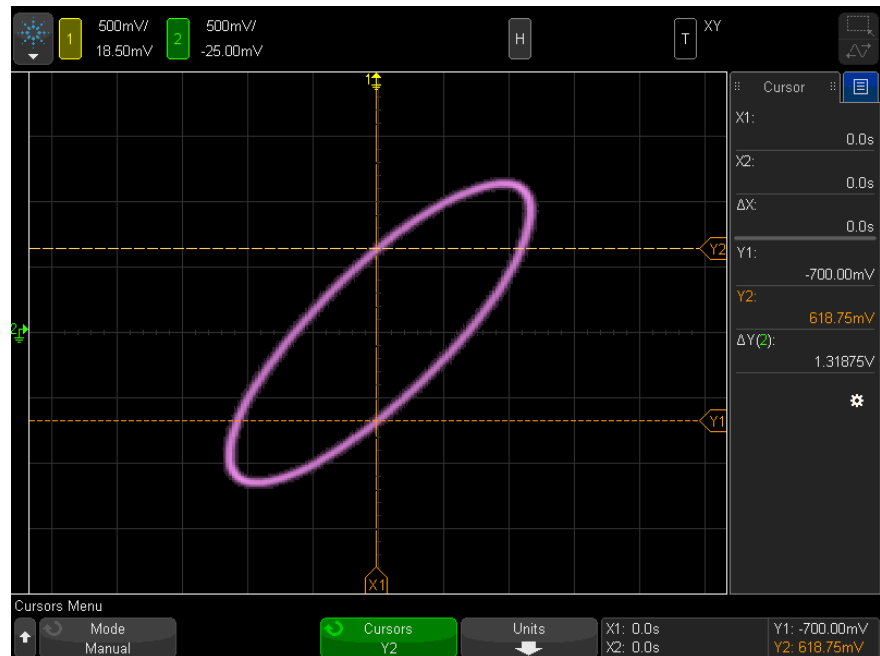 1 500mV/ 2 500mV/ H T XY
18.50mV -25.00mV
1
Cursor
X1:
0.0s
X2:
0.0s
ΔX:
0.0s
Y2
Y1:
-700.00mV
Y2:
618.75mV
2
ΔY(2):
1.31875V
Y1
X1
Cursors Menu
Mode Cursors Units X1: 0.0s Y1: -700.00mV
Manual Y2 X2: 0.0s Y2: 618.75mV